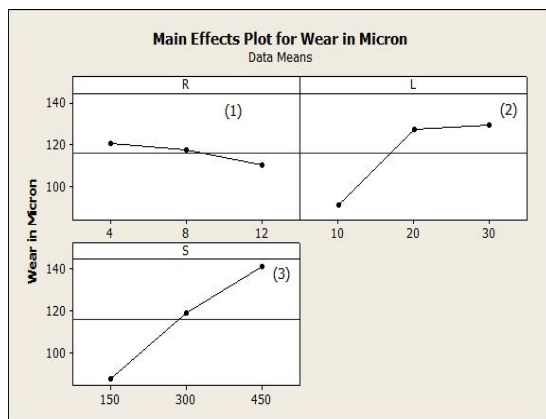 Main Effects Plot for Wear in Micron
Data Means
Wear in Micron
R
L
(1)
(2)
140
120
100
4 8 12
10 20 30
S
(3)
140
120
100
150 300 450